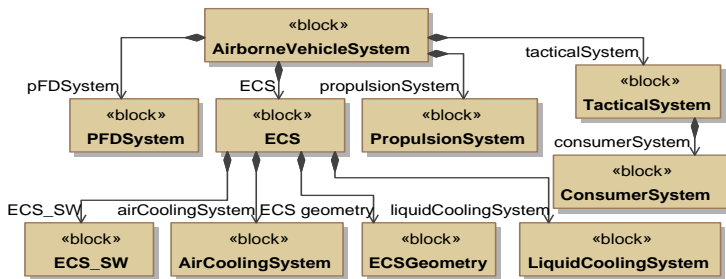 «block»
AirborneVehicleSystem
tacticalSystem
pFDSystem
ECS
propulsionSystem
«block»
PFDSystem
«block»
ECS
«block»
PropulsionSystem
«block»
TacticalSystem
consumerSystem
«block»
ConsumerSystem
ECS_SW
airCoolingSystem
ECS geometry
liquidCoolingSystem
«block»
ECS_SW
«block»
AirCoolingSystem
«block»
ECSGeometry
«block»
LiquidCoolingSystem